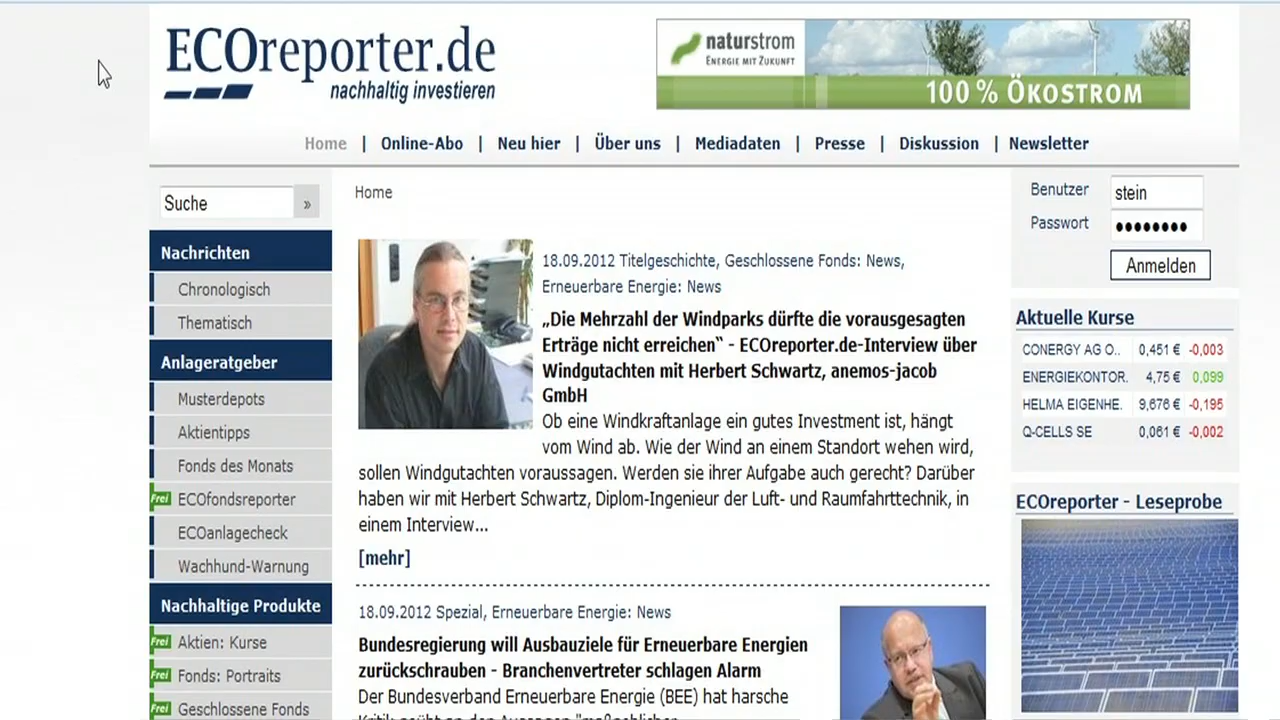 ECOreporter.de
nachhaltig investieren
naturstrom
ENERGIE MIT ZUKUNFT
100 % ÖKOSTROM
Home | Online-Abo | Neu hier | Über uns | Mediadaten | Presse | Diskussion | Newsletter
Suche »
Nachrichten
Chronologisch
Thematisch
Anlageratgeber
Musterdepots
Aktientipps
Fonds des Monats
Frei ECOfondsreporter
ECOanlagecheck
Wachhund-Warnung
Nachhaltige Produkte
Frei Aktien: Kurse
Frei Fonds: Portraits
Frei Geschlossene Fonds
Home
18.09.2012 Titelgeschichte, Geschlossene Fonds: News,
Erneuerbare Energie: News
„Die Mehrzahl der Windparks dürfte die vorausgesagten
Erträge nicht erreichen“ - ECOreporter.de-Interview über
Windgutachten mit Herbert Schwartz, anemos-jacob
GmbH
Ob eine Windkraftanlage ein gutes Investment ist, hängt
vom Wind ab. Wie der Wind an einem Standort wehen wird,
sollen Windgutachten voraussagen. Werden sie ihrer Aufgabe auch gerecht? Darüber
haben wir mit Herbert Schwartz, Diplom-Ingenieur der Luft- und Raumfahrttechnik, in
einem Interview...
[mehr]
18.09.2012 Spezial, Erneuerbare Energie: News
Bundesregierung will Ausbauziele für Erneuerbare Energien
zurückschrauben - Branchenvertreter schlagen Alarm
Der Bundesverband Erneuerbare Energie (BEE) hat harsche
Benutzer stein
Passwort ●●●●●●●●
Anmelden
Aktuelle Kurse
CONERGY AG O.. 0,451 € -0,003
ENERGIEKONTOR. 4,75 € 0,099
HELMA EIGENHE. 9,676 € -0,195
Q-CELLS SE 0,061 € -0,002
ECOreporter - Leseprobe